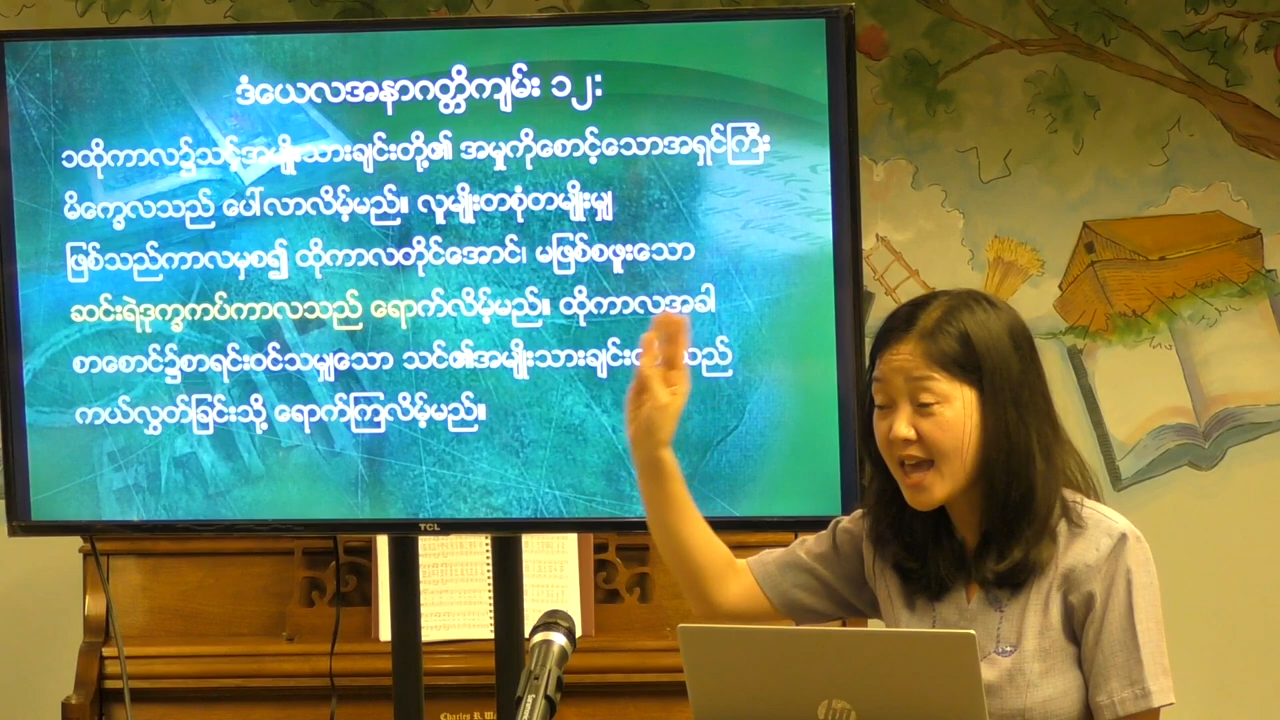 ဒံယေလအနာဂတ္တိကျမ်း ၁၂:
၁ထိုကာလ၌သင့်အမျိုးသားချင်းတို့၏ အမှုကိုစောင့်သောအရှင်ကြီး
မိက္ခေလသည် ပေါ်လာလိမ့်မည်။ လူမျိုးတစုံတမျိုးမျှ
ဖြစ်သည်ကာလမှစ၍ ထိုကာလတိုင်အောင်၊ မဖြစ်စဖူးသော
ဆင်းရဲဒုက္ခကပ်ကာလသည် ရောက်လိမ့်မည်။ ထိုကာလအခါ
စာစောင်၌စာရင်းဝင်သမျှသော သင်၏အမျိုးသားချင်း
ကယ်လွှတ်ခြင်းသို့ ရောက်ကြလိမ့်မည်။
TCL
Charles R.
hp